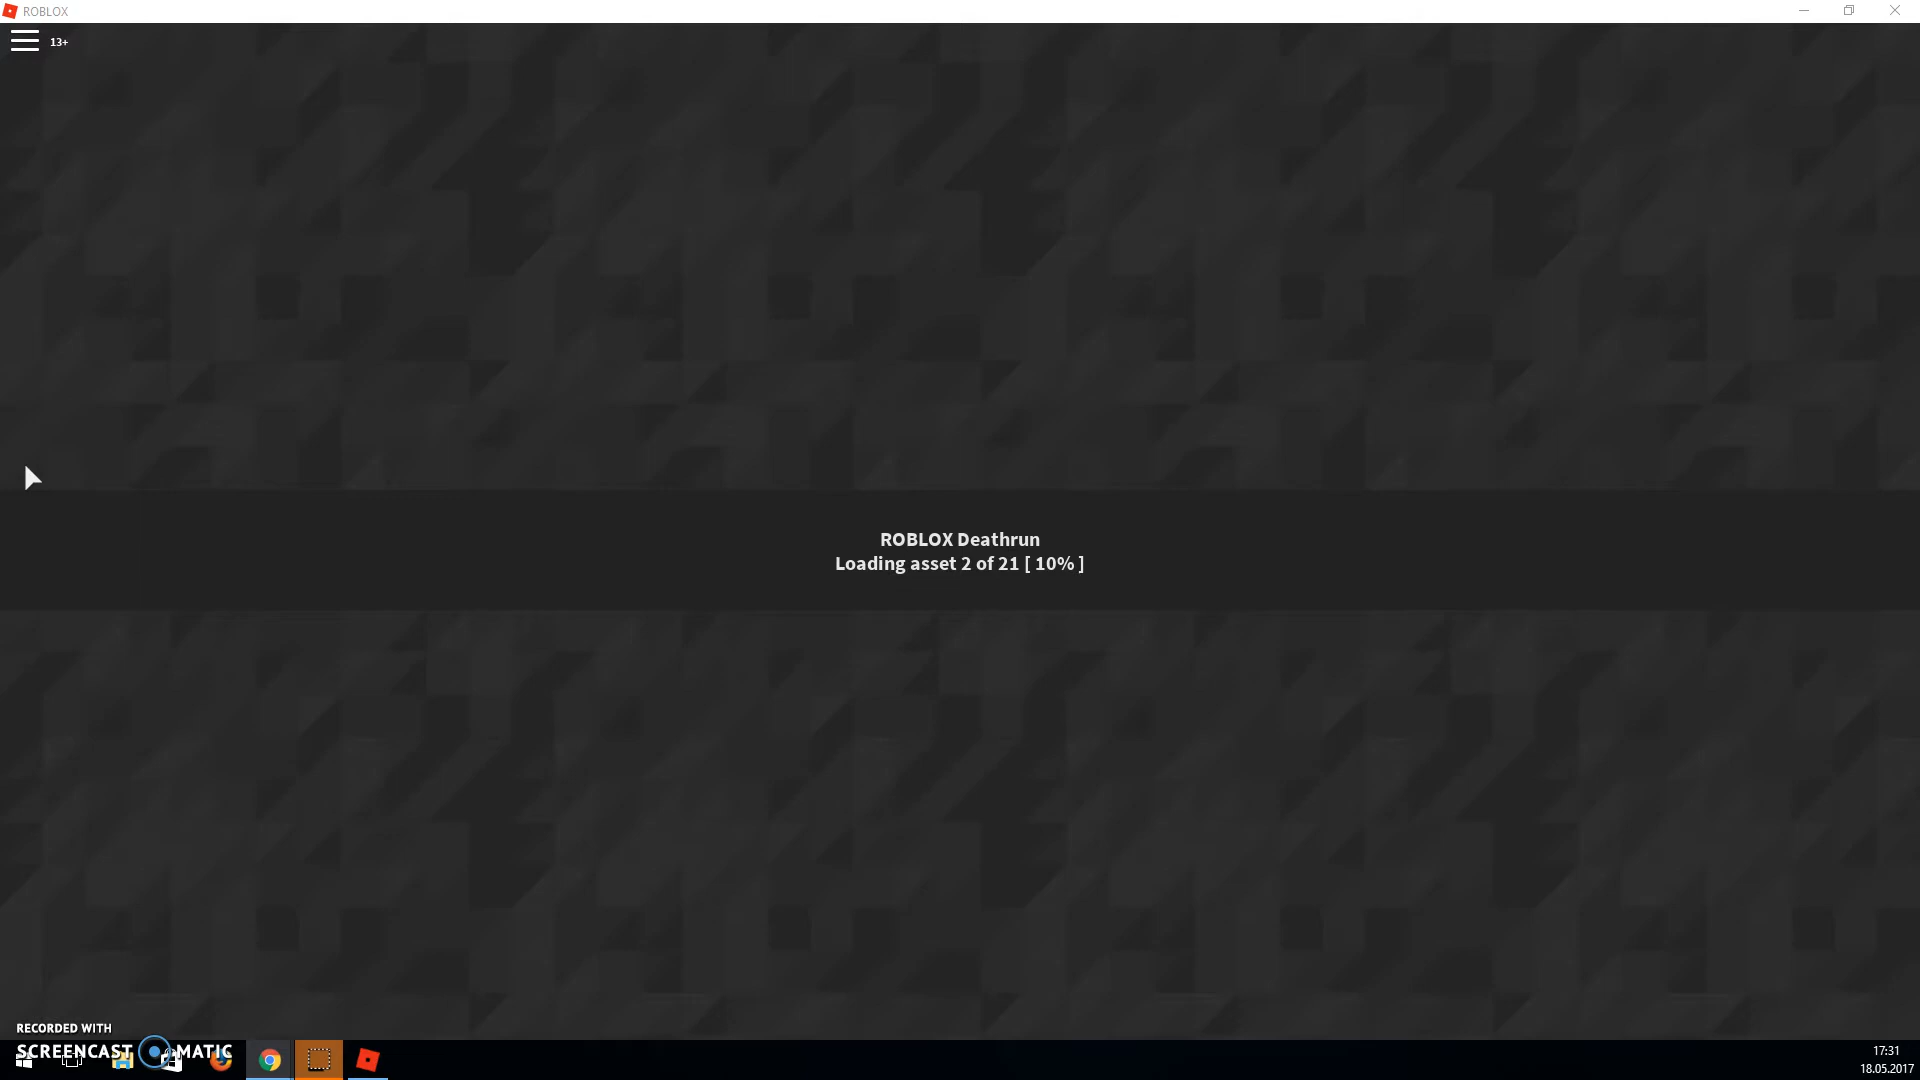 ROBLOX
13+
ROBLOX Deathrun
Loading asset 2 of 21 [ 10% ]
RECORDED WITH
SCREENCAST MATIC
17:31
18.05.2017